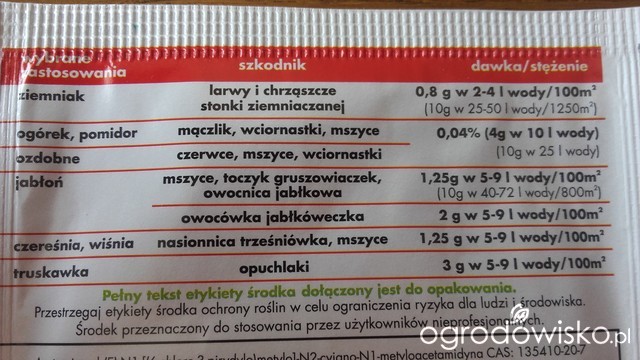 wybrane zastosowania szkodnik dawka/stężenie
ziemniak larwy i chrząszcze stonki ziemniaczanej 0,8 g w 2-4 l wody/100m²
(10g w 25-50 l wody/1250m²)
ogórek, pomidor mączlik, wciornastki, mszyce 0,04% (4g w 10 l wody)
ozdobne czerwce, mszyce, wciornastki (10g w 25 l wody)
jabłoń mszyce, toczyk gruszowiaczek, owocnica jabłkowa 1,25g w 5-9 l wody/100m²
(10g w 40-72 l wody/800m²)
owocówka jabłkóweczka 2 g w 5-9 l wody/100m²
czereśnia, wiśnia nasionnica trześniówka, mszyce 1,25 g w 5-9 l wody/100m²
truskawka opuchlaki 3 g w 5-9 l wody/100m²
Pełny tekst etykiety środka dołączony jest do opakowania.
Przestrzegaj etykiety środka ochrony roślin w celu ograniczenia ryzyka dla ludzi i środowiska.
Środek przeznaczony do stosowania przez użytkowników nieprofesjonalnych.
ogrodowisko.pl
CAS: 135410-20-7